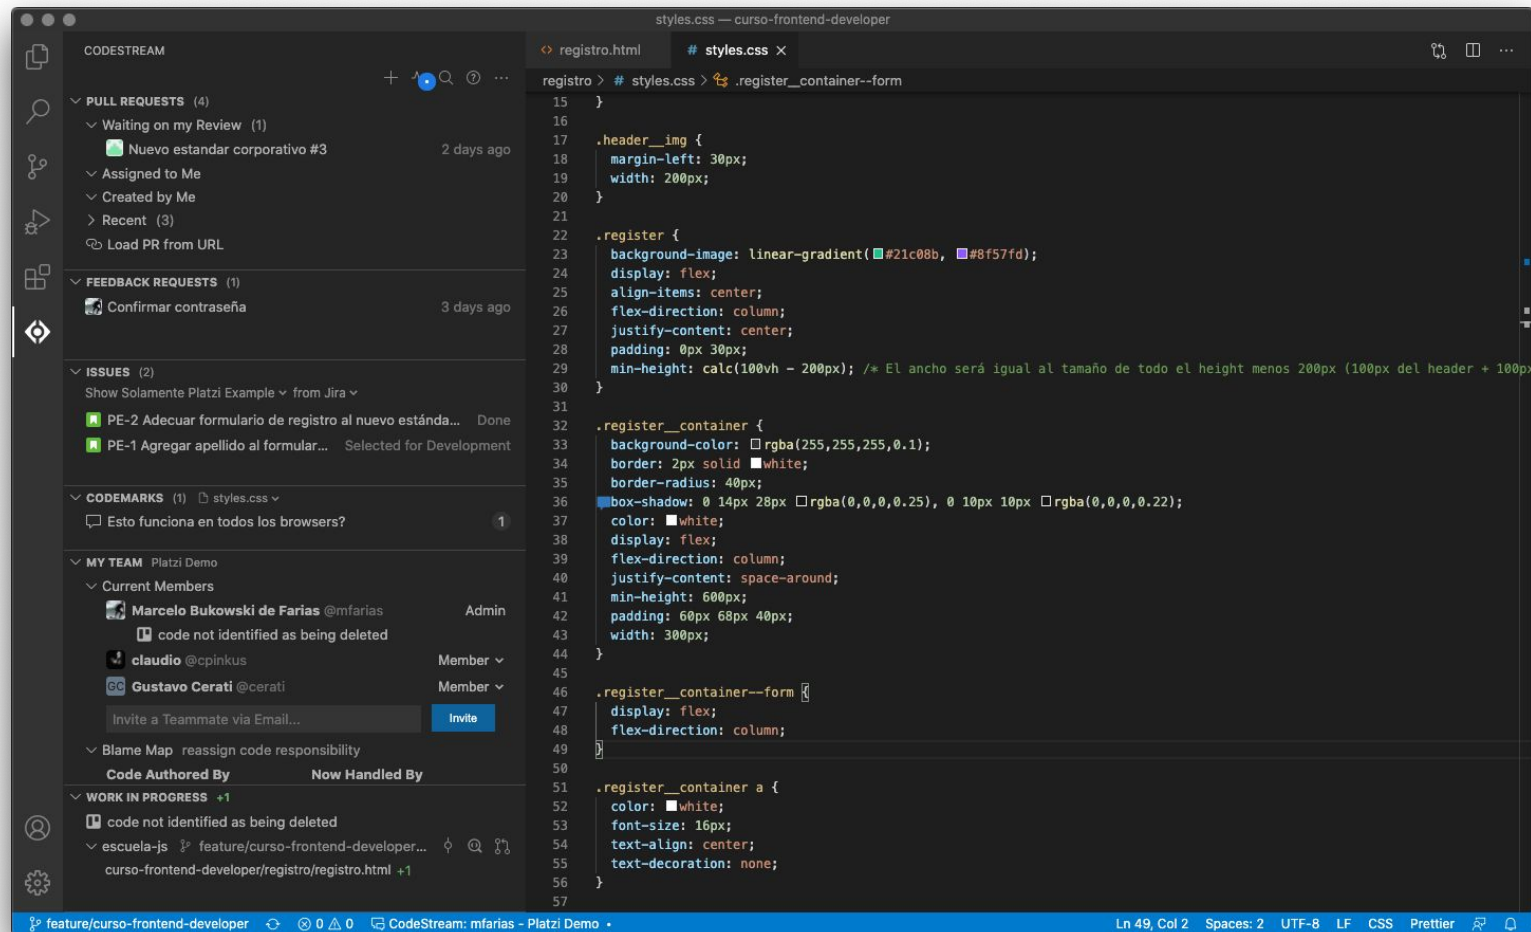 styles.css — curso-frontend-developer
CODESTREAM
PULL REQUESTS (4)
Waiting on my Review (1)
Nuevo estandar corporativo #3 2 days ago
Assigned to Me
Created by Me
Recent (3)
Load PR from URL
FEEDBACK REQUESTS (1)
Confirmar contraseña 3 days ago
ISSUES (2)
Show Solamente Platzi Example from Jira
PE-2 Adecuar formulario de registro al nuevo estánda... Done
PE-1 Agregar apellido al formular... Selected for Development
CODEMARKS (1) styles.css
Esto funciona en todos los browsers? 1
MY TEAM Platzi Demo
Current Members
Marcelo Bukowski de Farias @mfarias Admin
code not identified as being deleted
claudio @cpinkus Member
GC Gustavo Cerati @cerati Member
Invite a Teammate via Email... Invite
Blame Map reassign code responsibility
Code Authored By Now Handled By
WORK IN PROGRESS +1
code not identified as being deleted
escuela-js feature/curso-frontend-developer...
curso-frontend-developer/registro/registro.html +1
registro.html # styles.css
registro > # styles.css > .register__container--form
15 }
16
17 .header__img {
18 margin-left: 30px;
19 width: 200px;
20 }
21
22 .register {
23 background-image: linear-gradient(#21c08b, #8f57fd);
24 display: flex;
25 align-items: center;
26 flex-direction: column;
27 justify-content: center;
28 padding: 0px 30px;
29 min-height: calc(100vh - 200px); /* El ancho será igual al tamaño de todo el height menos 200px (100px del header + 100px
30 }
31
32 .register__container {
33 background-color: rgba(255,255,255,0.1);
34 border: 2px solid white;
35 border-radius: 40px;
36 box-shadow: 0 14px 28px rgba(0,0,0,0.25), 0 10px 10px rgba(0,0,0,0.22);
37 color: white;
38 display: flex;
39 flex-direction: column;
40 justify-content: space-around;
41 min-height: 600px;
42 padding: 60px 68px 40px;
43 width: 300px;
44 }
45
46 .register__container--form {
47 display: flex;
48 flex-direction: column;
49 }
50
51 .register__container a {
52 color: white;
53 font-size: 16px;
54 text-align: center;
55 text-decoration: none;
56 }
57
feature/curso-frontend-developer 0 0 CodeStream: mfarias - Platzi Demo • Ln 49, Col 2 Spaces: 2 UTF-8 LF CSS Prettier